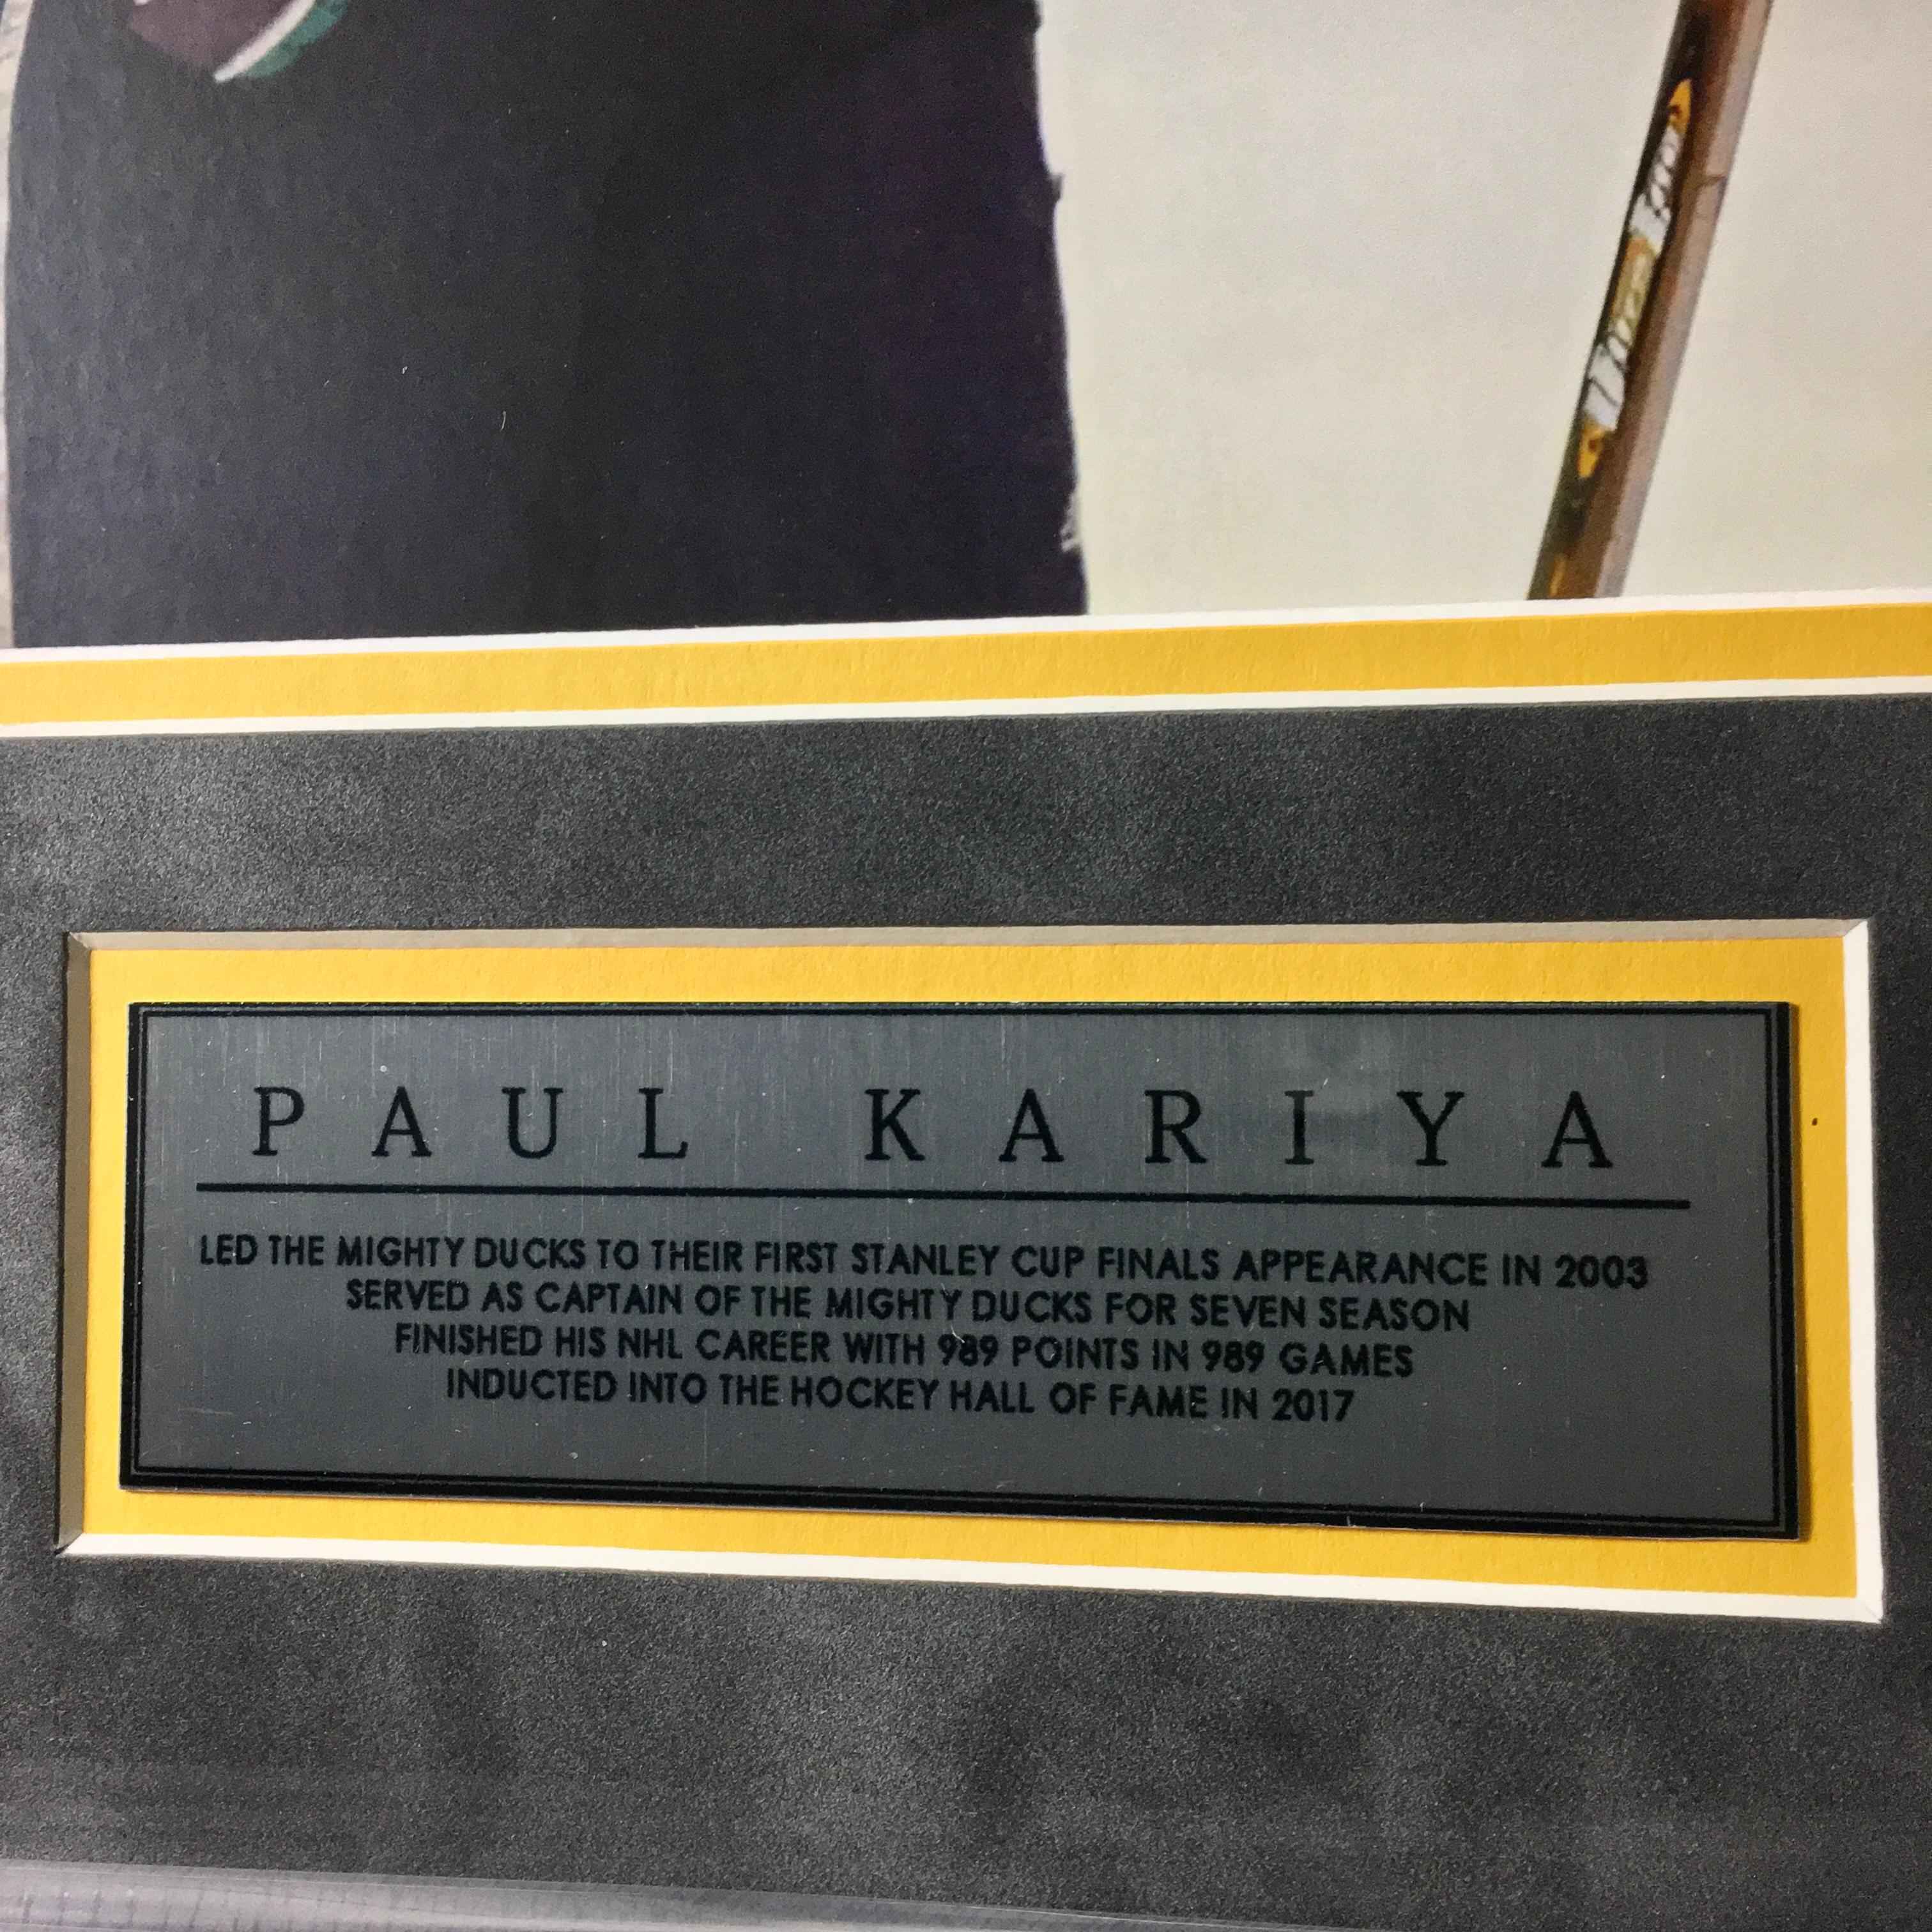 PAUL KARIYA
LED THE MIGHTY DUCKS TO THEIR FIRST STANLEY CUP FINALS APPEARANCE IN 2003
SERVED AS CAPTAIN OF THE MIGHTY DUCKS FOR SEVEN SEASON
FINISHED HIS NHL CAREER WITH 989 POINTS IN 989 GAMES
INDUCTED INTO THE HOCKEY HALL OF FAME IN 2017